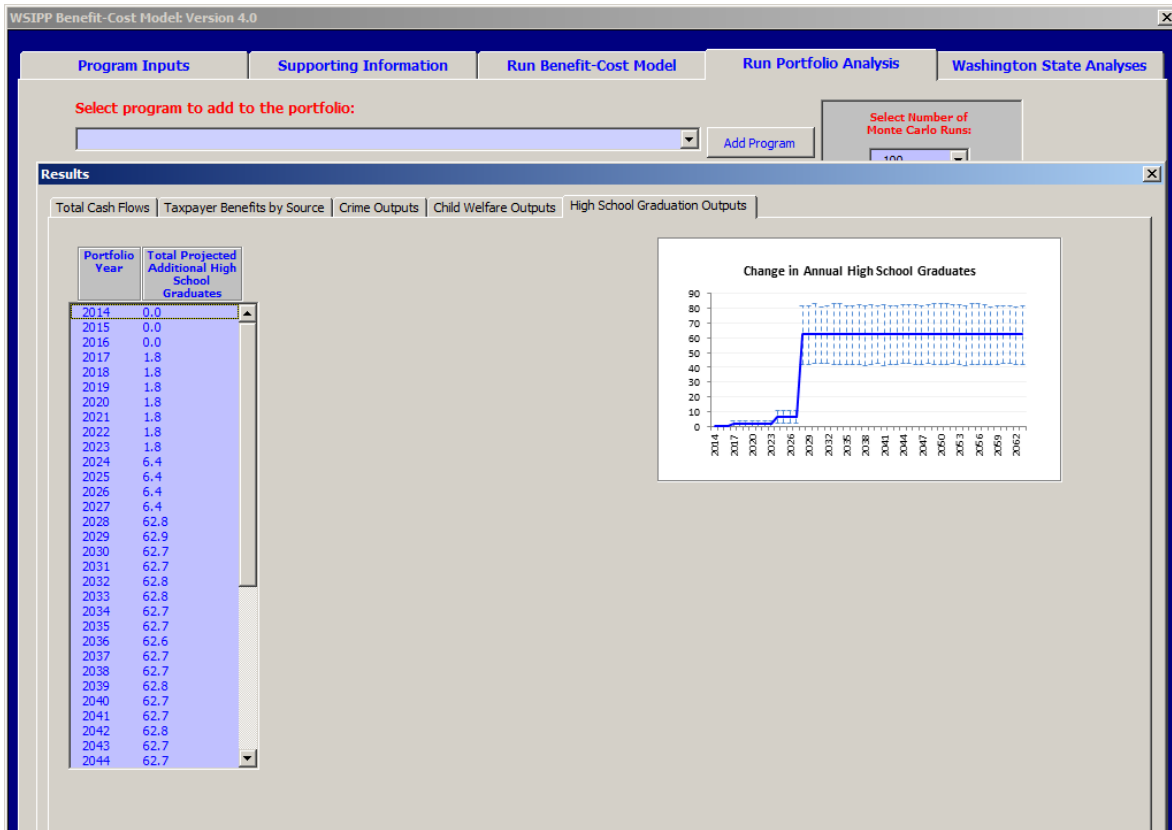 WSIPP Benefit-Cost Model: Version 4.0
Program Inputs
Supporting Information
Run Benefit-Cost Model
Run Portfolio Analysis
Washington State Analyses
Select program to add to the portfolio:
Add Program
Select Number of
Monte Carlo Runs:
100
Results
Total Cash Flows
Taxpayer Benefits by Source
Crime Outputs
Child Welfare Outputs
High School Graduation Outputs
Portfolio
Year
Total Projected
Additional High
School
Graduates
2014 0.0
2015 0.0
2016 0.0
2017 1.8
2018 1.8
2019 1.8
2020 1.8
2021 1.8
2022 1.8
2023 1.8
2024 6.4
2025 6.4
2026 6.4
2027 6.4
2028 62.8
2029 62.9
2030 62.7
2031 62.7
2032 62.8
2033 62.8
2034 62.7
2035 62.7
2036 62.6
2037 62.7
2038 62.7
2039 62.8
2040 62.7
2041 62.7
2042 62.8
2043 62.7
2044 62.7
Change in Annual High School Graduates
90
80
70
60
50
40
30
20
10
0
2014
2017
2020
2023
2026
2029
2032
2035
2038
2041
2044
2047
2050
2053
2056
2059
2062